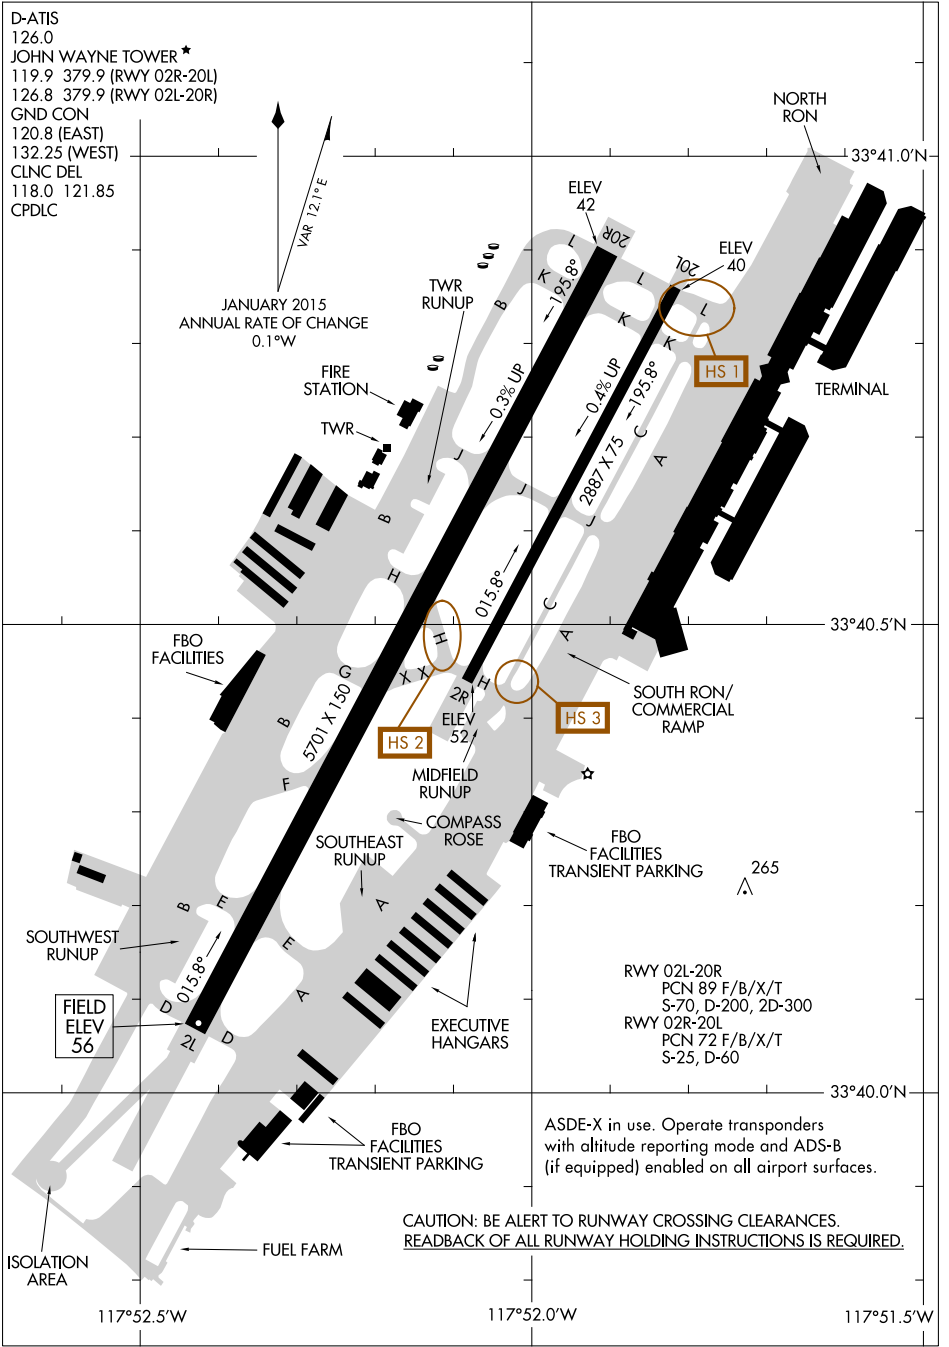 D-ATIS
126.0
JOHN WAYNE TOWER★
119.9 379.9 (RWY 02R-20L)
126.8 379.9 (RWY 02L-20R)
GND CON
120.8 (EAST)
132.25 (WEST)
CLNC DEL
118.0 121.85
CPDLC
VAR 12.1° E
JANUARY 2015
ANNUAL RATE OF CHANGE
0.1°W
NORTH
RON
33°41.0'N
ELEV
42
20R
ELEV
40
20L
L
L
L
K
K
K
B
195.8°
HS 1
TWR
RUNUP
FIRE
STATION
TWR
0.3% UP
0.4% UP
195.8°
TERMINAL
2887 X 75
C
A
J
J
J
B
H
015.8°
C
A
33°40.5'N
FBO
FACILITIES
H
G
X
X
H
2R
ELEV
52
HS 2
HS 3
SOUTH RON/
COMMERCIAL
RAMP
5701 X 150
B
F
MIDFIELD
RUNUP
COMPASS
ROSE
SOUTHEAST
RUNUP
FBO
FACILITIES
TRANSIENT PARKING
265
B
E
A
E
A
SOUTHWEST
RUNUP
015.8°
D
D
2L
FIELD
ELEV
56
EXECUTIVE
HANGARS
RWY 02L-20R
PCN 89 F/B/X/T
S-70, D-200, 2D-300
RWY 02R-20L
PCN 72 F/B/X/T
S-25, D-60
33°40.0'N
FBO
FACILITIES
TRANSIENT PARKING
ASDE-X in use. Operate transponders
with altitude reporting mode and ADS-B
(if equipped) enabled on all airport surfaces.
CAUTION: BE ALERT TO RUNWAY CROSSING CLEARANCES.
READBACK OF ALL RUNWAY HOLDING INSTRUCTIONS IS REQUIRED.
FUEL FARM
ISOLATION
AREA
117°52.5'W
117°52.0'W
117°51.5'W